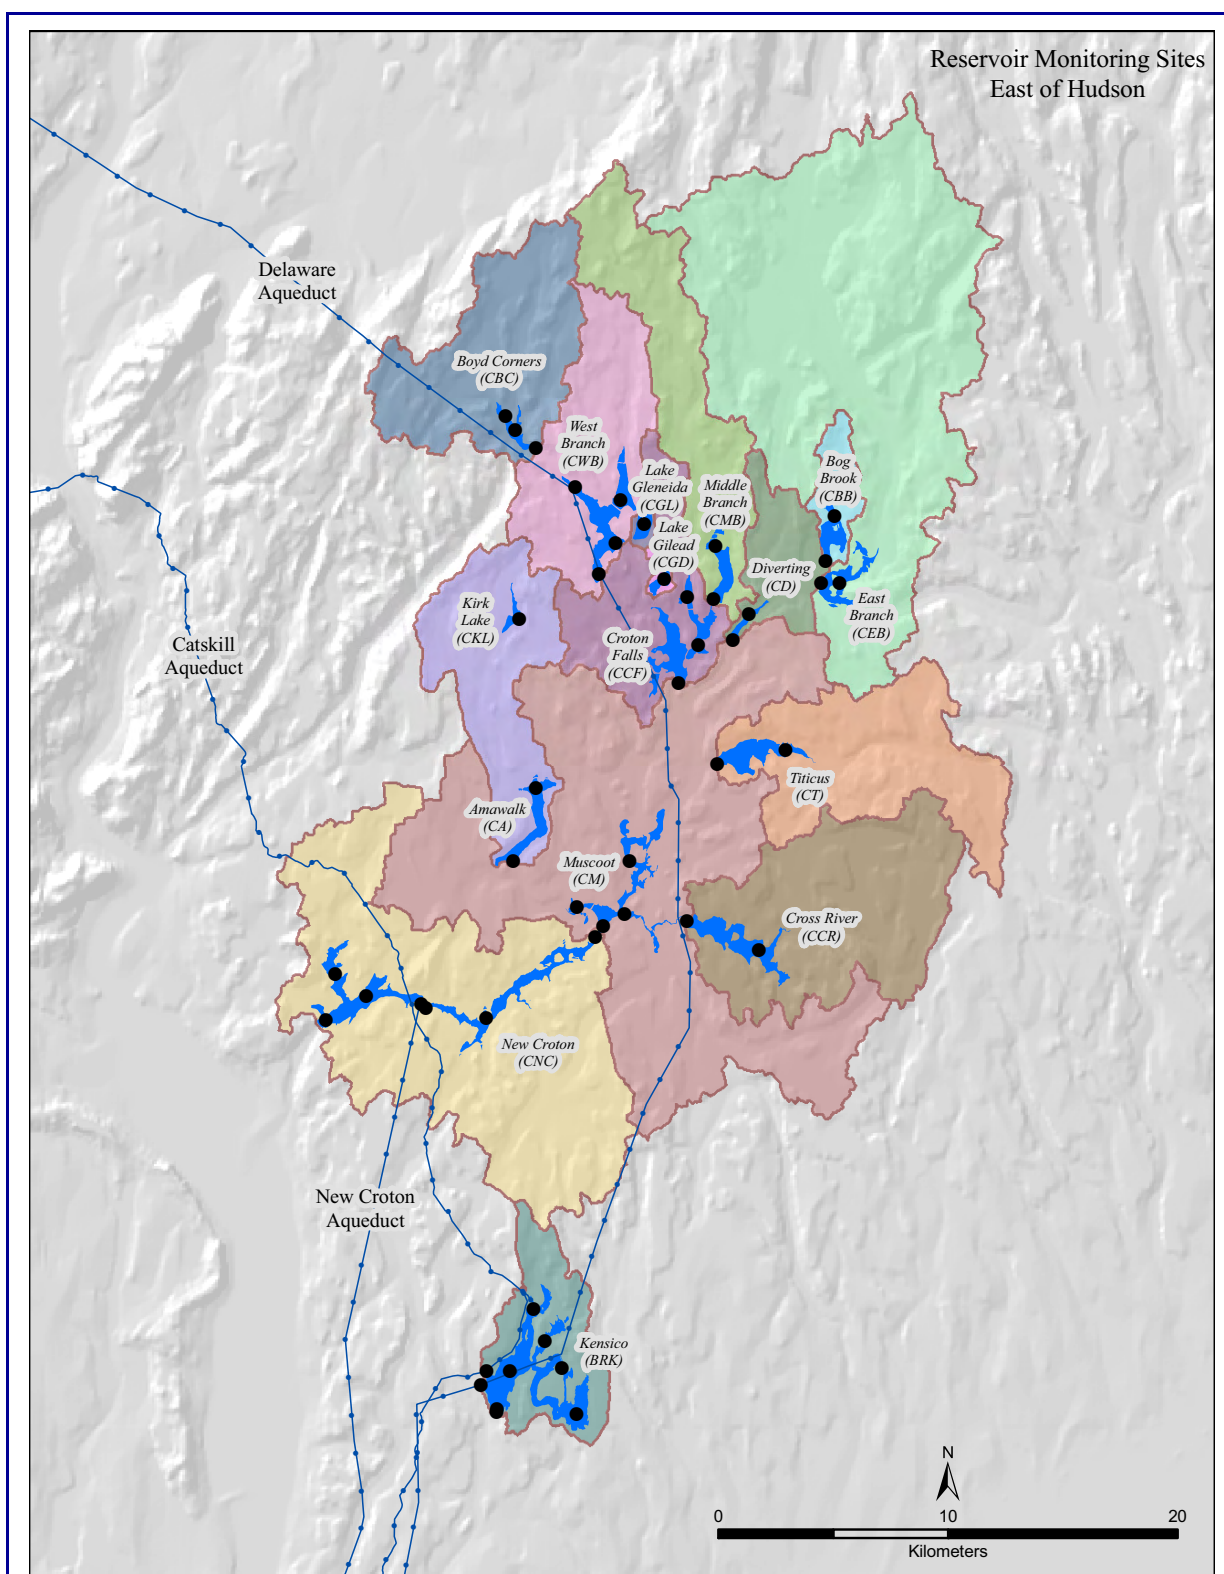 Reservoir Monitoring Sites
East of Hudson
Delaware
Aqueduct
Boyd Corners
(CBC)
West
Branch
(CWB)
Lake
Gleneida
(CGL)
Middle
Branch
(CMB)
Bog
Brook
(CBB)
Lake
Gilead
(CGD)
Diverting
(CD)
East
Branch
(CEB)
Kirk
Lake
(CKL)
Croton
Falls
(CCF)
Catskill
Aqueduct
Titicus
(CT)
Amawalk
(CA)
Muscoot
(CM)
Cross River
(CCR)
New Croton
(CNC)
New Croton
Aqueduct
Kensico
(BRK)
N
0 10 20
Kilometers